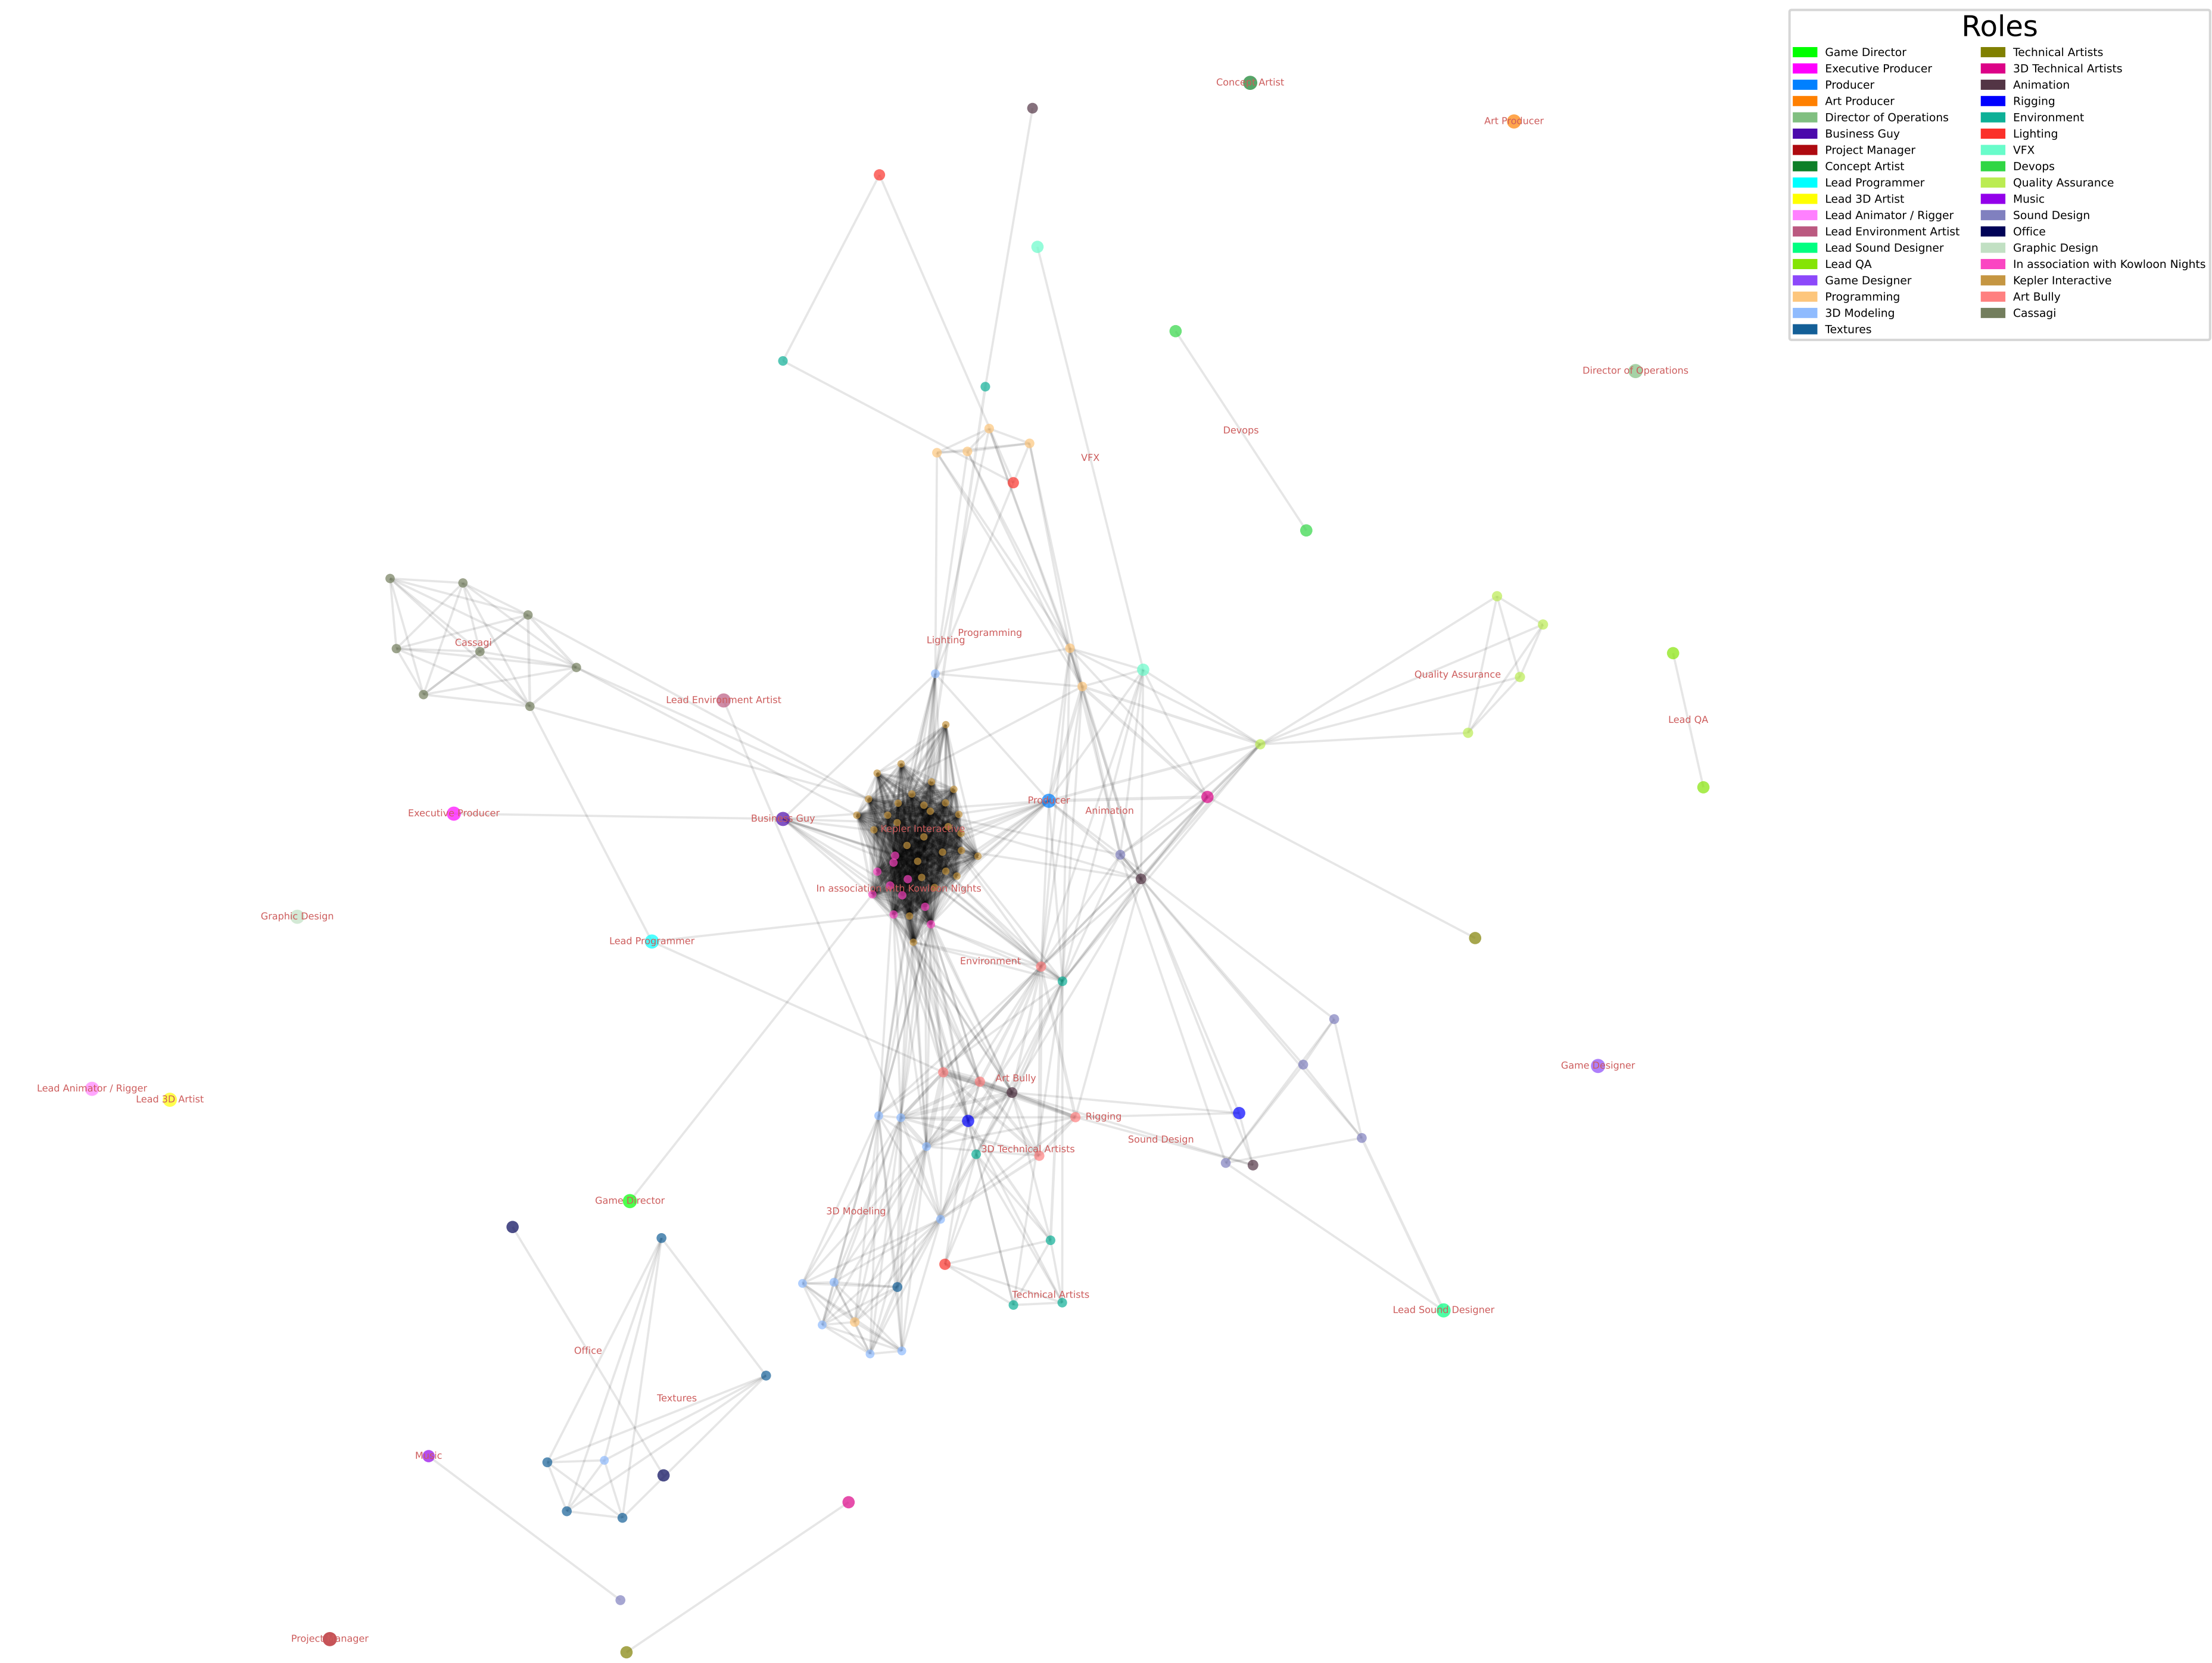 Roles
Game Director
Executive Producer
Producer
Art Producer
Director of Operations
Business Guy
Project Manager
Concept Artist
Lead Programmer
Lead 3D Artist
Lead Animator / Rigger
Lead Environment Artist
Lead Sound Designer
Lead QA
Game Designer
Programming
3D Modeling
Textures
Technical Artists
3D Technical Artists
Animation
Rigging
Environment
Lighting
VFX
Devops
Quality Assurance
Music
Sound Design
Office
Graphic Design
In association with Kowloon Nights
Kepler Interactive
Art Bully
Cassagi
Concept Artist
Art Producer
Director of Operations
Devops
VFX
Programming
Lighting
Cassagi
Quality Assurance
Lead Environment Artist
Lead QA
Producer
Animation
Executive Producer
Business Guy
Kepler Interactive
In association with Kowloon Nights
Graphic Design
Lead Programmer
Environment
Game Designer
Art Bully
Lead Animator / Rigger
Lead 3D Artist
Rigging
Sound Design
3D Technical Artists
Game Director
3D Modeling
Technical Artists
Lead Sound Designer
Office
Textures
Music
Project Manager